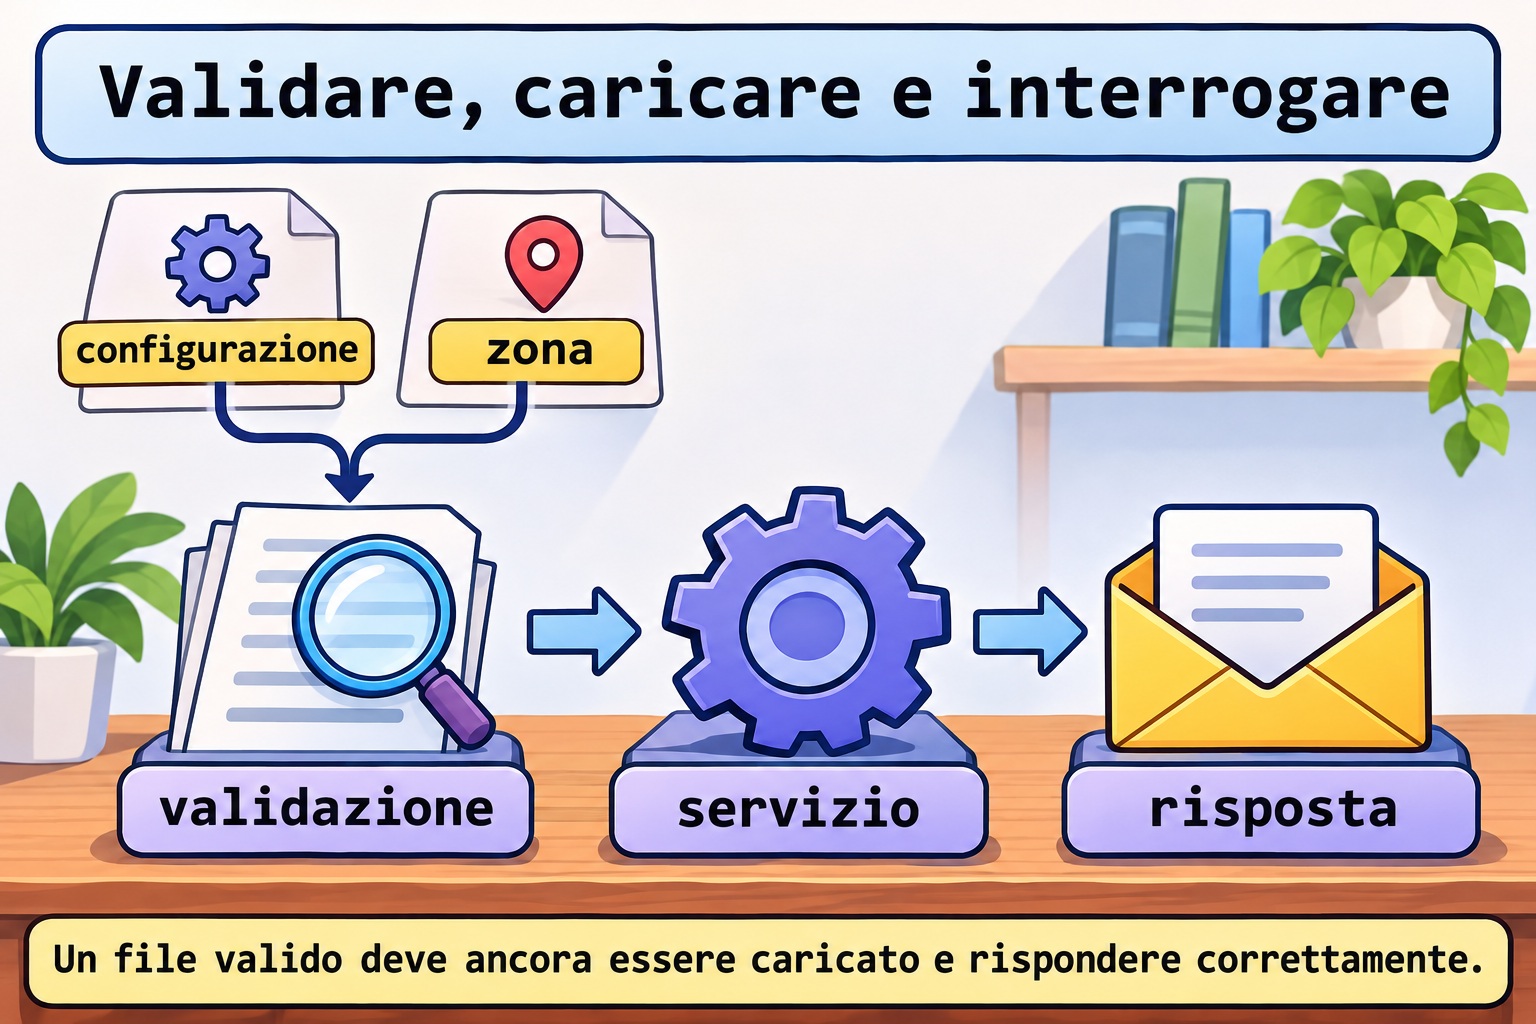 Validare, caricare e interrogare
configurazione
zona
validazione
servizio
risposta
Un file valido deve ancora essere caricato e rispondere correttamente.